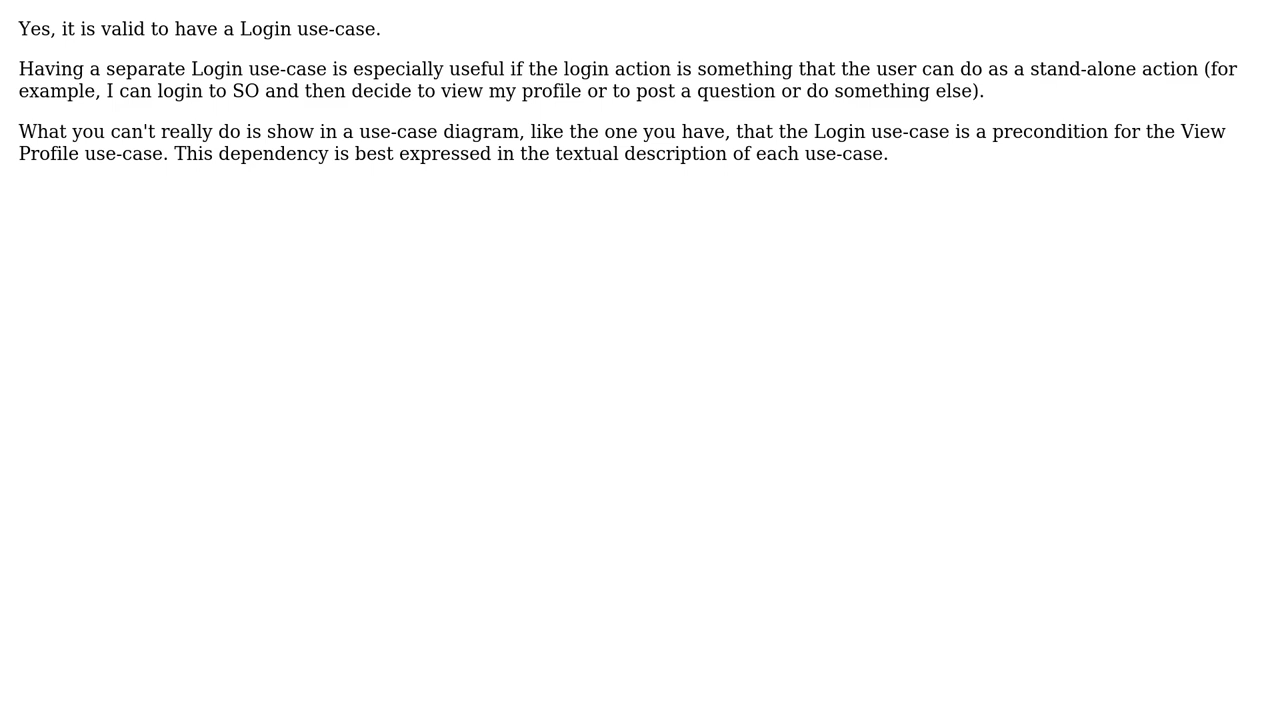 Yes, it is valid to have a Login use-case.
Having a separate Login use-case is especially useful if the login action is something that the user can do as a stand-alone action (for
example, I can login to SO and then decide to view my profile or to post a question or do something else).
What you can't really do is show in a use-case diagram, like the one you have, that the Login use-case is a precondition for the View
Profile use-case. This dependency is best expressed in the textual description of each use-case.